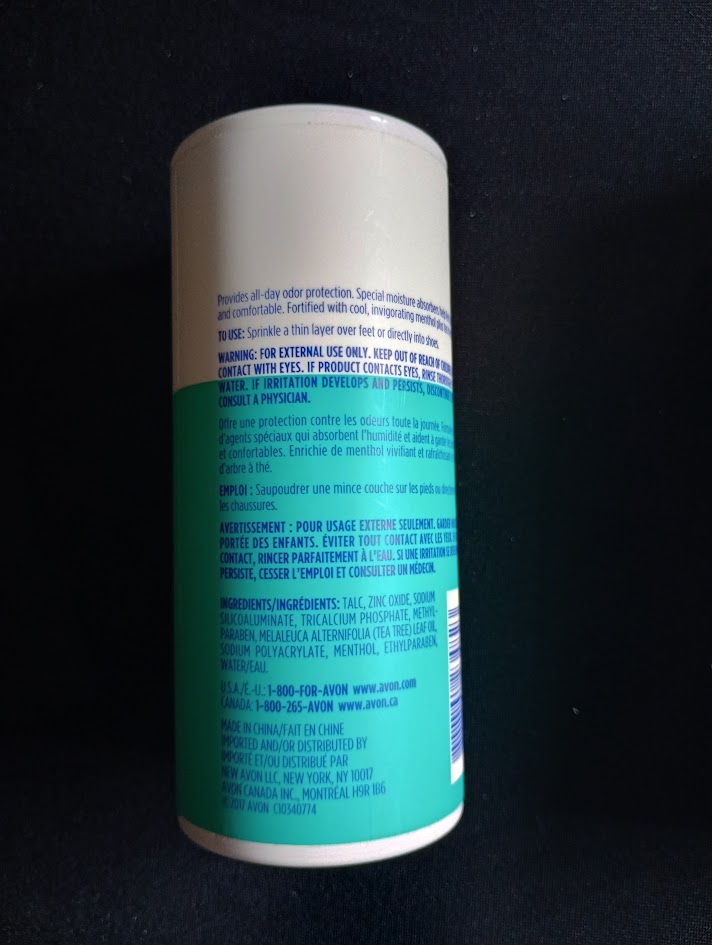 Provides all-day odor protection. Special moisture absorbers help
and comfortable. Fortified with cool, invigorating menthol plus
TO USE: Sprinkle a thin layer over feet or directly into shoes.
WARNING: FOR EXTERNAL USE ONLY. KEEP OUT OF REACH OF
CONTACT WITH EYES. IF PRODUCT CONTACTS EYES, RINSE
WATER. IF IRRITATION DEVELOPS AND PERSISTS,
CONSULT A PHYSICIAN.
Offre une protection contre les odeurs toute la journée.
d'agents spéciaux qui absorbent l'humidité et aident à garder
et confortables. Enrichie de menthol vivifiant et rafraîchissant
d'arbre à thé.
EMPLOI : Saupoudrer une mince couche sur les pieds ou
les chaussures.
AVERTISSEMENT : POUR USAGE EXTERNE SEULEMENT. GARDER
PORTÉE DES ENFANTS. ÉVITER TOUT CONTACT AVEC LES YEUX.
CONTACT, RINCER PARFAITEMENT À L'EAU. SI UNE IRRITATION
PERSISTE, CESSER L'EMPLOI ET CONSULTER UN MÉDECIN.
INGREDIENTS/INGRÉDIENTS: TALC, ZINC OXIDE, SODIUM
SILICOALUMINATE, TRICALCIUM PHOSPHATE, METHYL-
PARABEN, MELALEUCA ALTERNIFOLIA (TEA TREE) LEAF OIL,
SODIUM POLYACRYLATE, MENTHOL, ETHYLPARABEN,
WATER/EAU.
U.S.A./É.-U.: 1-800-FOR-AVON www.avon.com
CANADA: 1-800-265-AVON www.avon.ca
MADE IN CHINA/FAIT EN CHINE
IMPORTED AND/OR DISTRIBUTED BY
IMPORTÉ ET/OU DISTRIBUÉ PAR
NEW AVON LLC, NEW YORK, NY 10017
AVON CANADA INC., MONTRÉAL H9R 1B6
© 2017 AVON C10340774